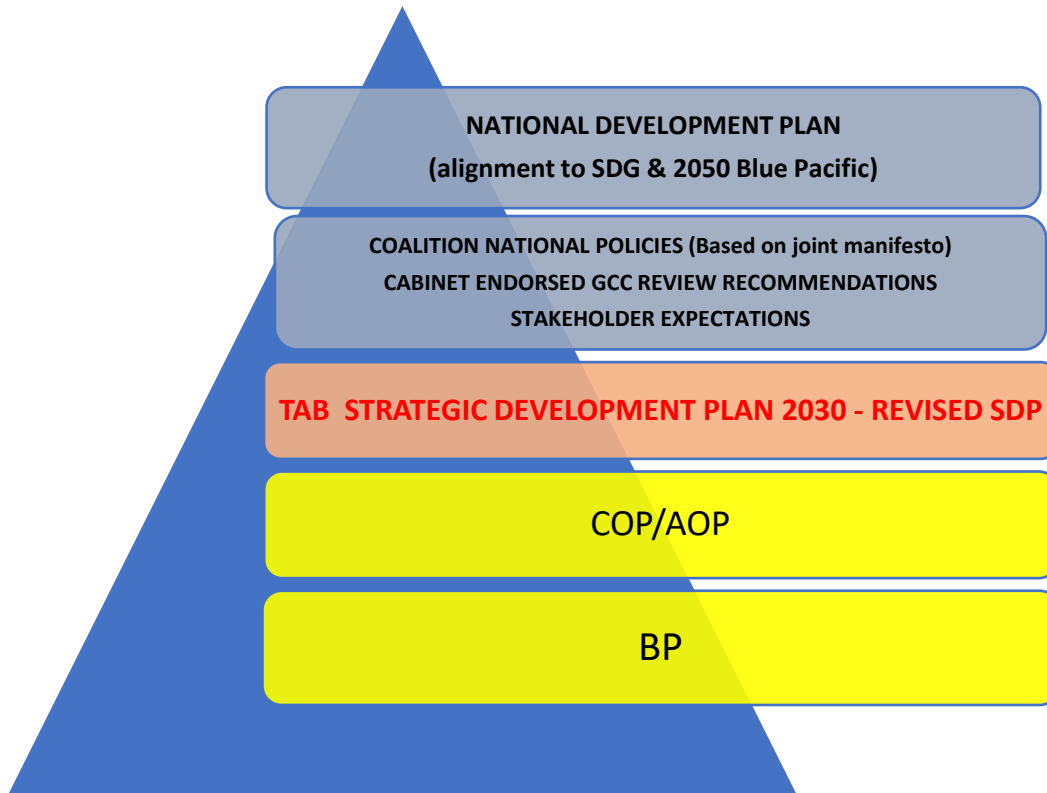 NATIONAL DEVELOPMENT PLAN
(alignment to SDG & 2050 Blue Pacific)
COALITION NATIONAL POLICIES (Based on joint manifesto)
CABINET ENDORSED GCC REVIEW RECOMMENDATIONS
STAKEHOLDER EXPECTATIONS
TAB  STRATEGIC DEVELOPMENT PLAN 2030 - REVISED SDP
COP/AOP
BP